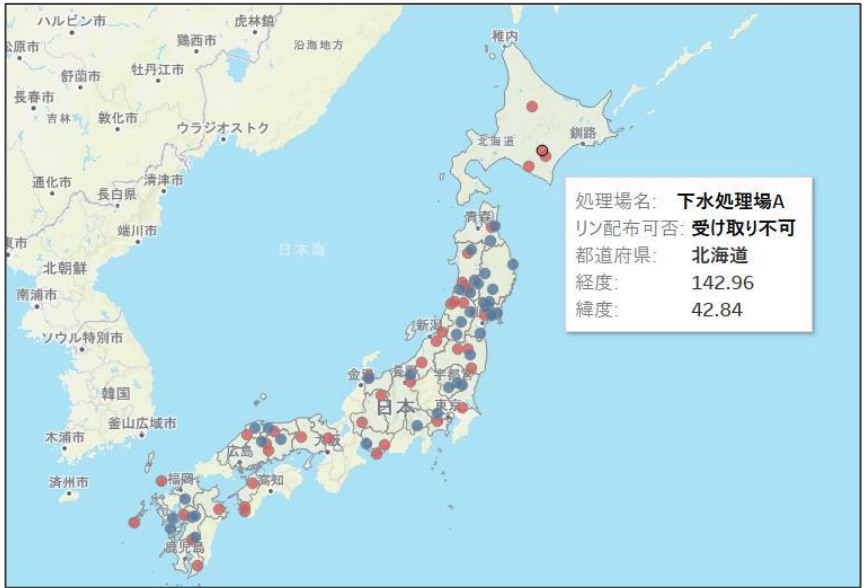 ハルビン市
虎林鎮
稚内
鶏西市
沿海地方
松原市
舒蘭市
牡丹江市
長春市
吉林
敦化市
ウラジオストク
北海道
釧路
通化市
長白県
清津市
端川市
青森
北朝鮮
日本海
南浦市
ソウル特別市
新潟
韓国
金沢
長野
宇都宮
釜山広域市
日本
東京
木浦市
広島
大阪
済州市
福岡
高知
鹿児島
処理場名: 下水処理場A
リン配布可否: 受け取り不可
都道府県: 北海道
経度: 142.96
緯度: 42.84